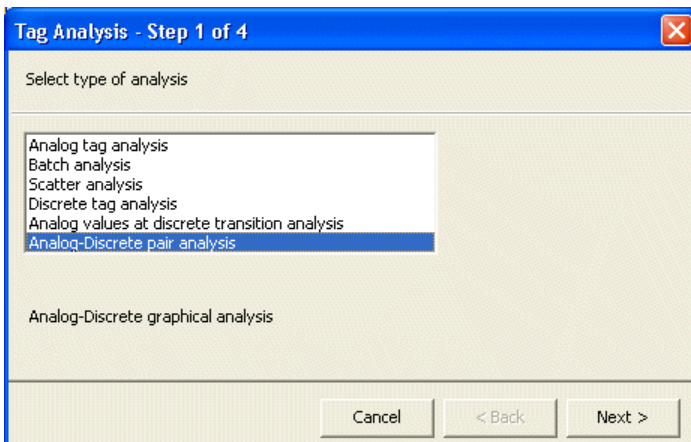 Tag Analysis - Step 1 of 4
Select type of analysis
Analog tag analysis
Batch analysis
Scatter analysis
Discrete tag analysis
Analog values at discrete transition analysis
Analog-Discrete pair analysis
Analog-Discrete graphical analysis
Cancel
< Back
Next >